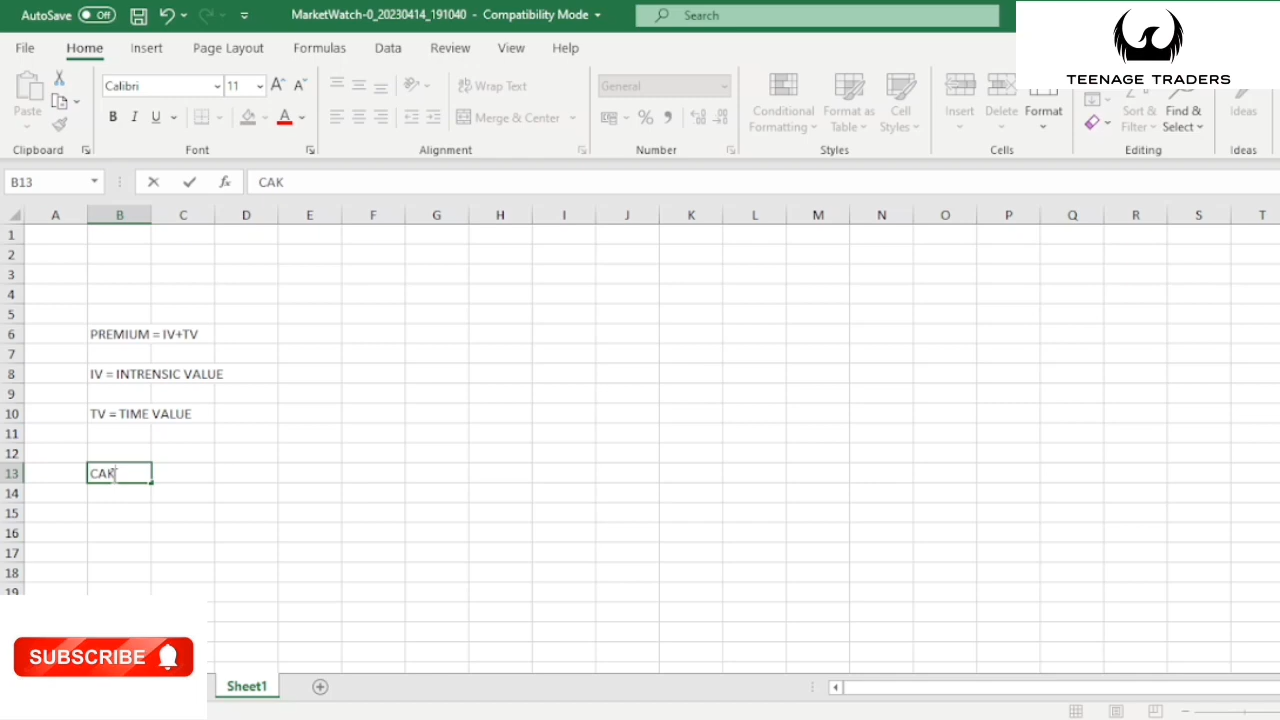 AutoSave Off MarketWatch-0_20230414_191040 - Compatibility Mode Search
TEENAGE TRADERS
File Home Insert Page Layout Formulas Data Review View Help
Calibri 11 A A Wrap Text General
Paste B I U A Merge & Center % Conditional Formatting Format as Table Cell Styles Insert Delete Format Sort & Filter Find & Select Ideas
Clipboard Font Alignment Number Styles Cells Editing Ideas
B13 fx CAK
A B C D E F G H I J K L M N O P Q R S T
1
2
3
4
5
6 PREMIUM = IV+TV
7
8 IV = INTRENSIC VALUE
9
10 TV = TIME VALUE
11
12
13 CAK
14
15
16
17
18
19
SUBSCRIBE
Sheet1